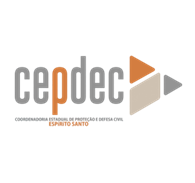 cepdec
COORDENADORIA ESTADUAL DE PROTEÇÃO E DEFESA CIVIL
ESPÍRITO SANTO